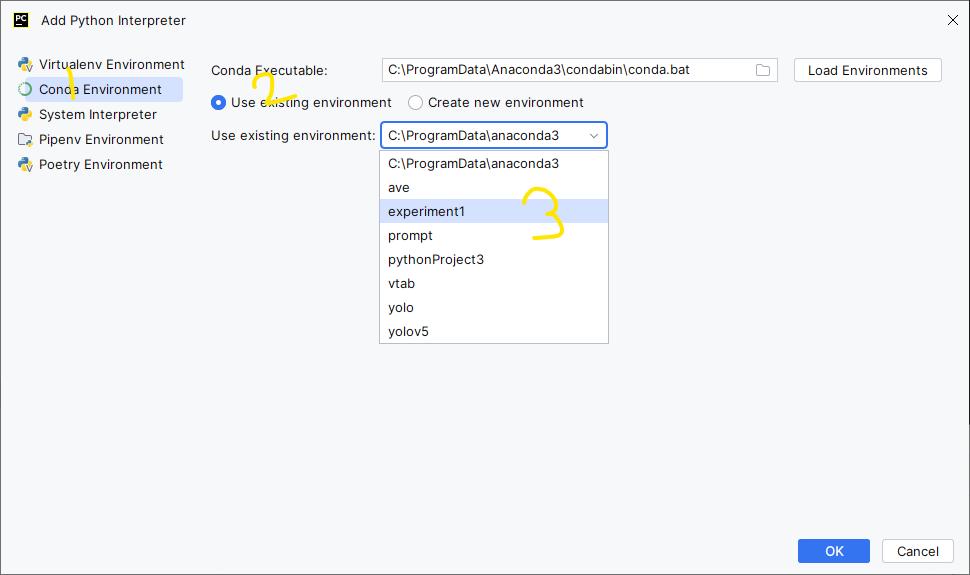 PC Add Python Interpreter
Virtualenv Environment
1
Conda Environment
System Interpreter
Pipenv Environment
Poetry Environment
Conda Executable: C:\ProgramData\Anaconda3\condabin\conda.bat Load Environments
2
Use existing environment Create new environment
Use existing environment: C:\ProgramData\anaconda3
C:\ProgramData\anaconda3
ave
experiment1
3
prompt
pythonProject3
vtab
yolo
yolov5
OK Cancel